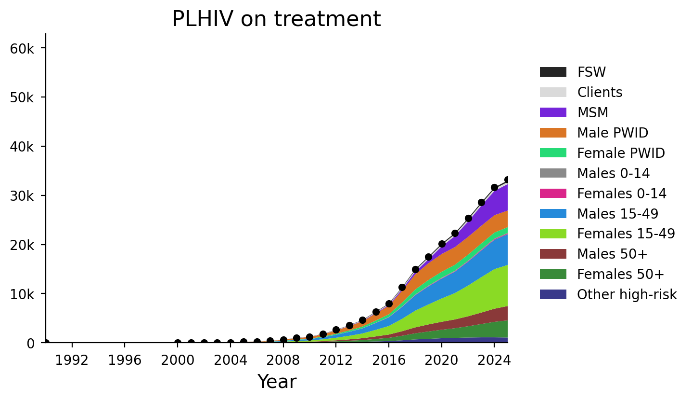 PLHIV on treatment
60k
50k
40k
30k
20k
10k
0
1992 1996 2000 2004 2008 2012 2016 2020 2024
Year
FSW
Clients
MSM
Male PWID
Female PWID
Males 0-14
Females 0-14
Males 15-49
Females 15-49
Males 50+
Females 50+
Other high-risk